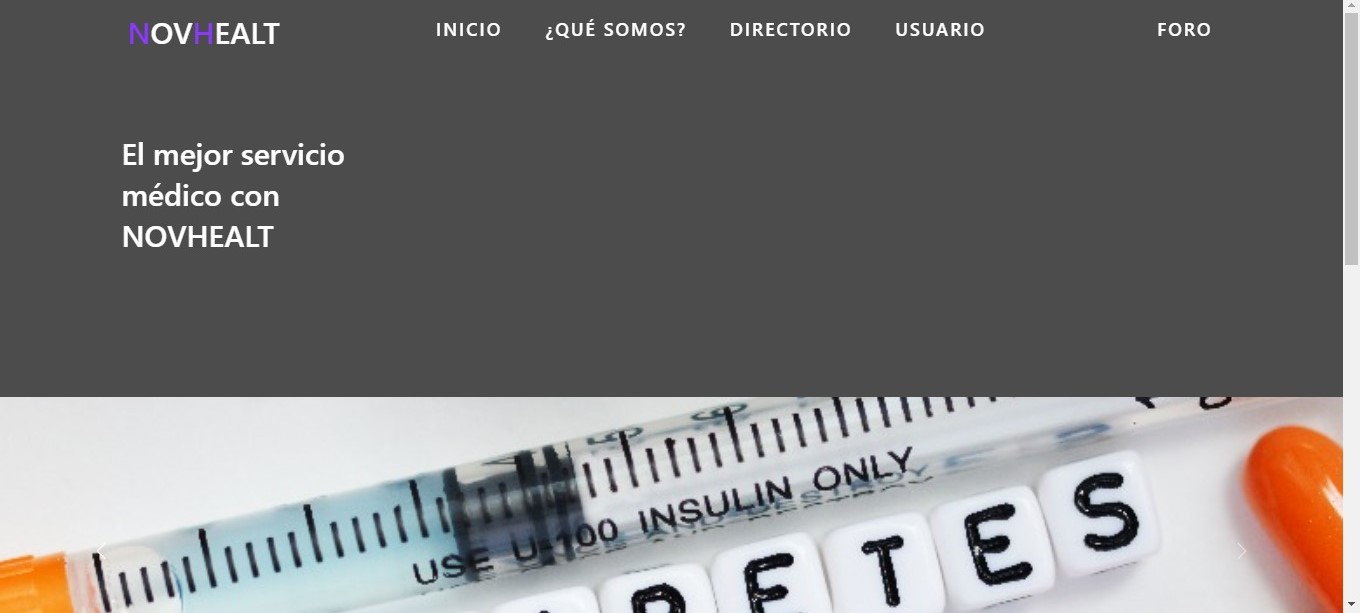 NOVHEALT
INICIO
¿QUÉ SOMOS?
DIRECTORIO
USUARIO
FORO
El mejor servicio
médico con
NOVHEALT
USE U-100 INSULIN ONLY
ETES